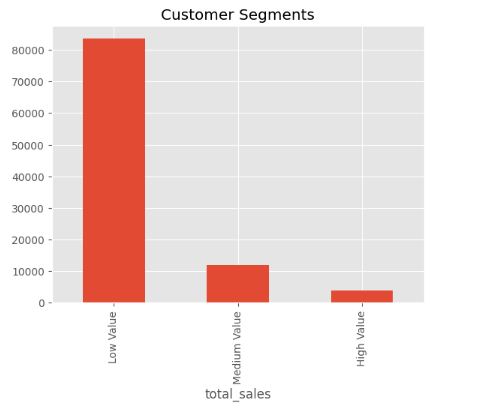 Customer Segments
80000
70000
60000
50000
40000
30000
20000
10000
0
Low Value
Medium Value
High Value
total_sales